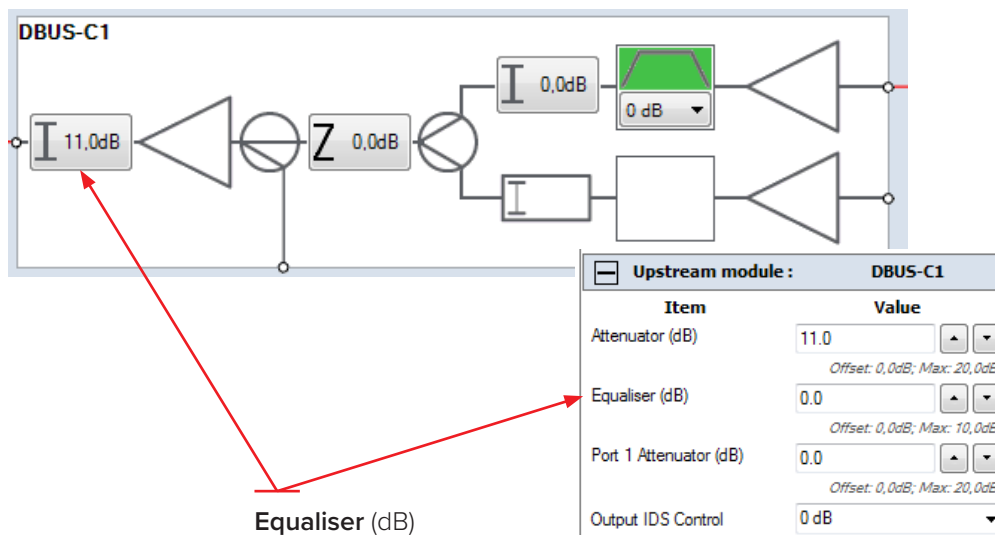 DBUS-C1
0,0dB
0 dB
11,0dB
Z 0,0dB
Upstream module : DBUS-C1
Item Value
Attenuator (dB) 11.0
Offset: 0,0dB; Max: 20,0dB
Equaliser (dB) 0.0
Offset: 0,0dB; Max: 10,0dB
Port 1 Attenuator (dB) 0.0
Offset: 0,0dB; Max: 20,0dB
Output IDS Control 0 dB
Equaliser (dB)